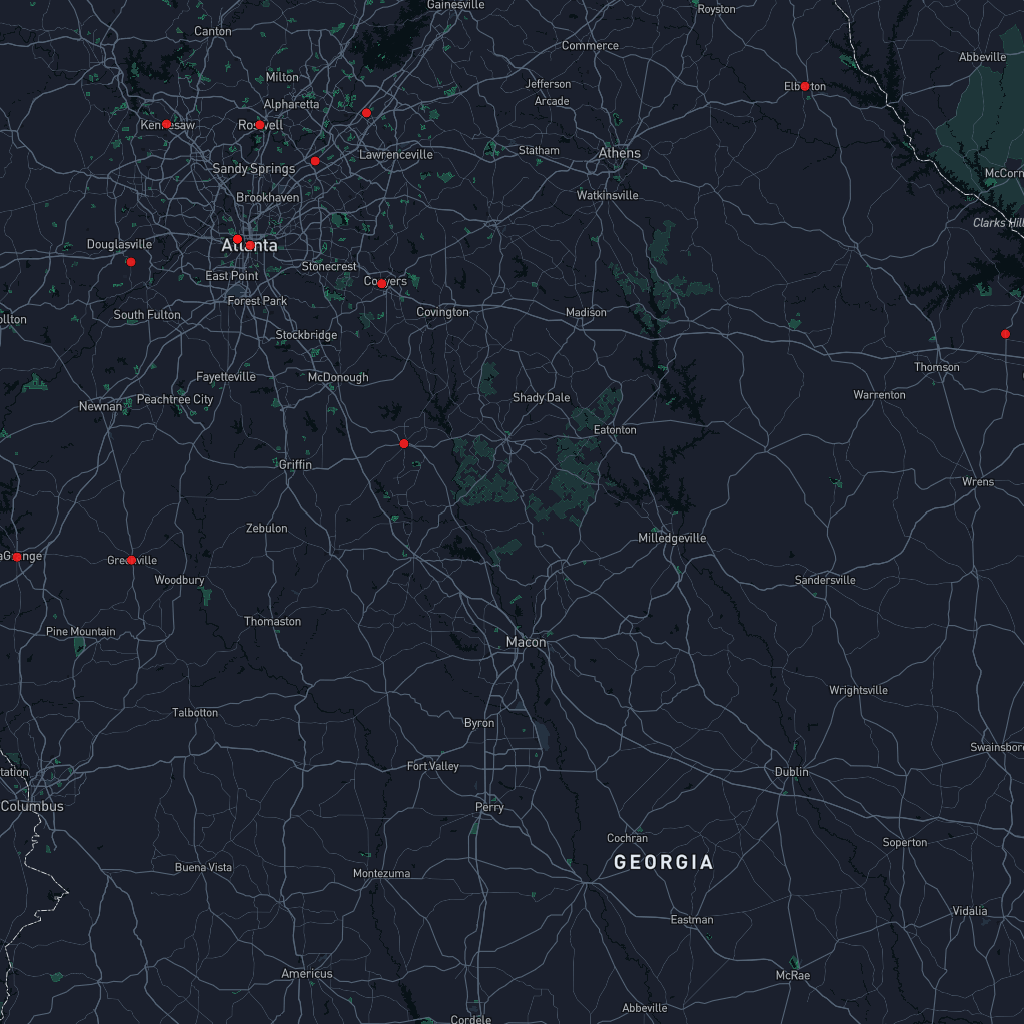 Gainesville
Royston
Canton
Commerce
Abbeville
Milton
Jefferson
Elberton
Alpharetta
Arcade
Kennesaw
Roswell
Lawrenceville
Statham
Athens
Sandy Springs
McCorm
Brookhaven
Watkinsville
Clarks Hill
Douglasville
Atlanta
East Point
Stonecrest
Conyers
Forest Park
South Fulton
Covington
Madison
ollton
Stockbridge
Thomson
Fayetteville
McDonough
Warrenton
Newnan
Peachtree City
Shady Dale
Eatonton
Griffin
Wrens
Zebulon
Milledgeville
aGrange
Greenville
Woodbury
Sandersville
Thomaston
Pine Mountain
Macon
Wrightsville
Talbotton
Byron
Swainsboro
tation
Fort Valley
Dublin
Columbus
Perry
Cochran
Soperton
GEORGIA
Buena Vista
Montezuma
Vidalia
Eastman
Americus
McRae
Abbeville
Cordele